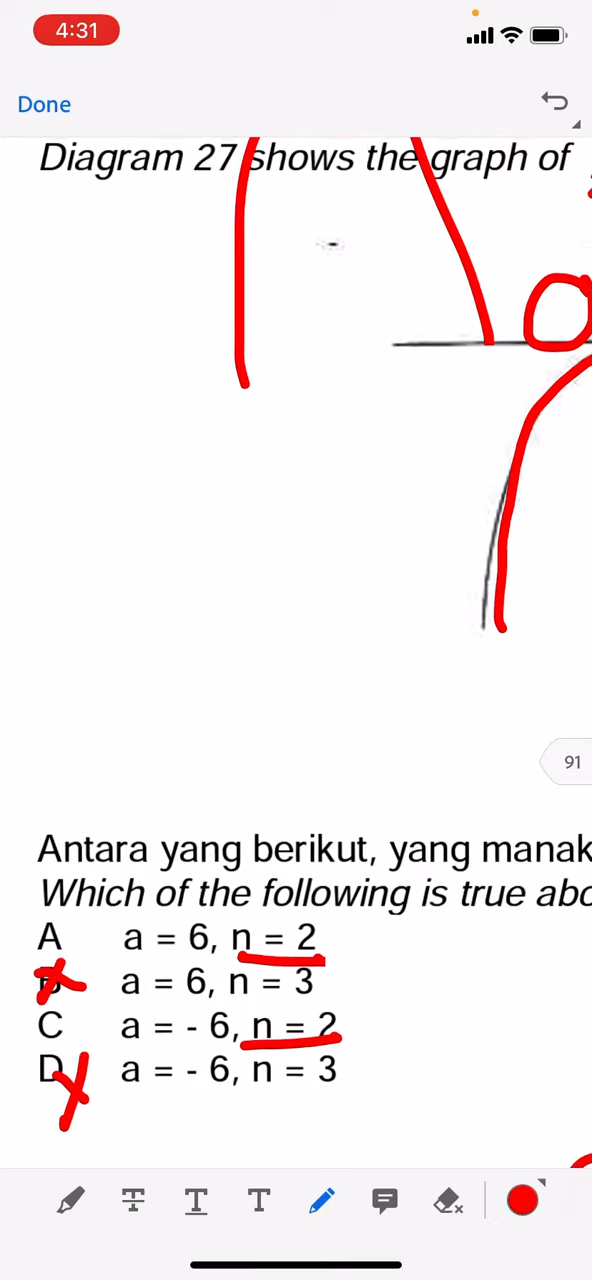 4:31
Done
Diagram 27 shows the graph of
91
Antara yang berikut, yang manak
Which of the following is true abo
A a = 6, n = 2
B a = 6, n = 3
C a = - 6, n = 2
D a = - 6, n = 3
T T T